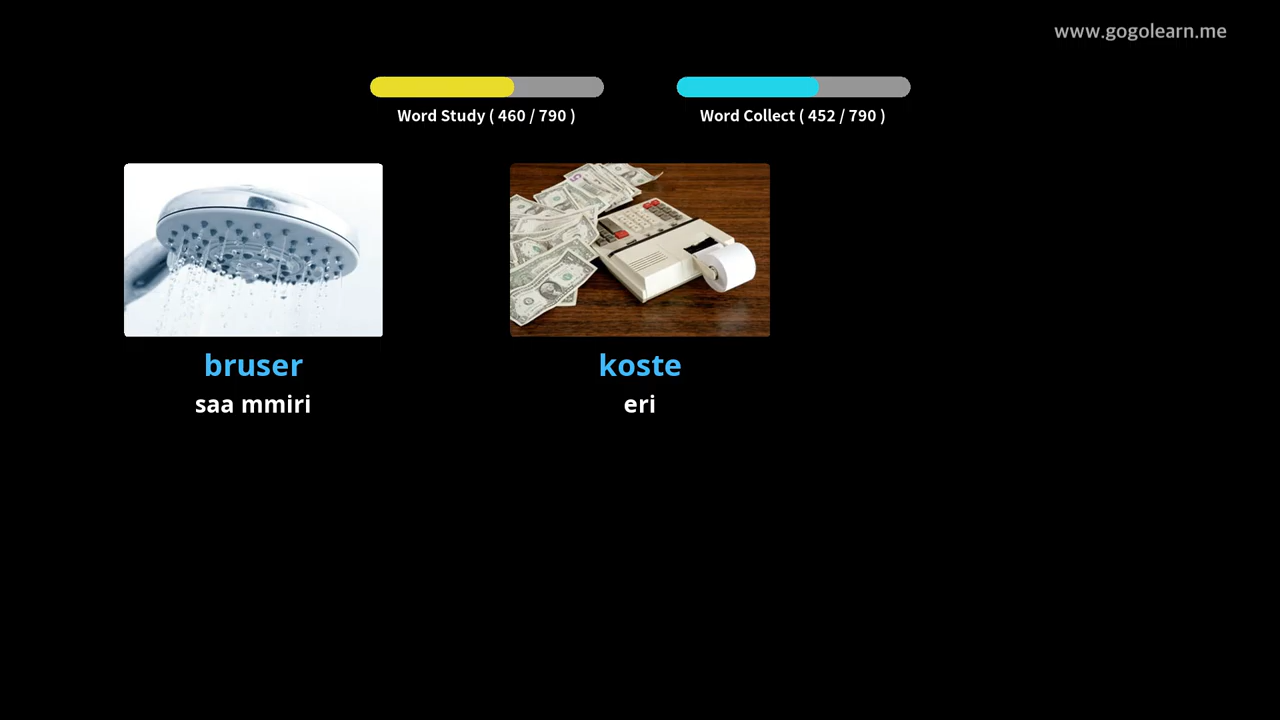 www.gogolearn.me
Word Study ( 460 / 790 )
Word Collect ( 452 / 790 )
bruser
saa mmiri
koste
eri